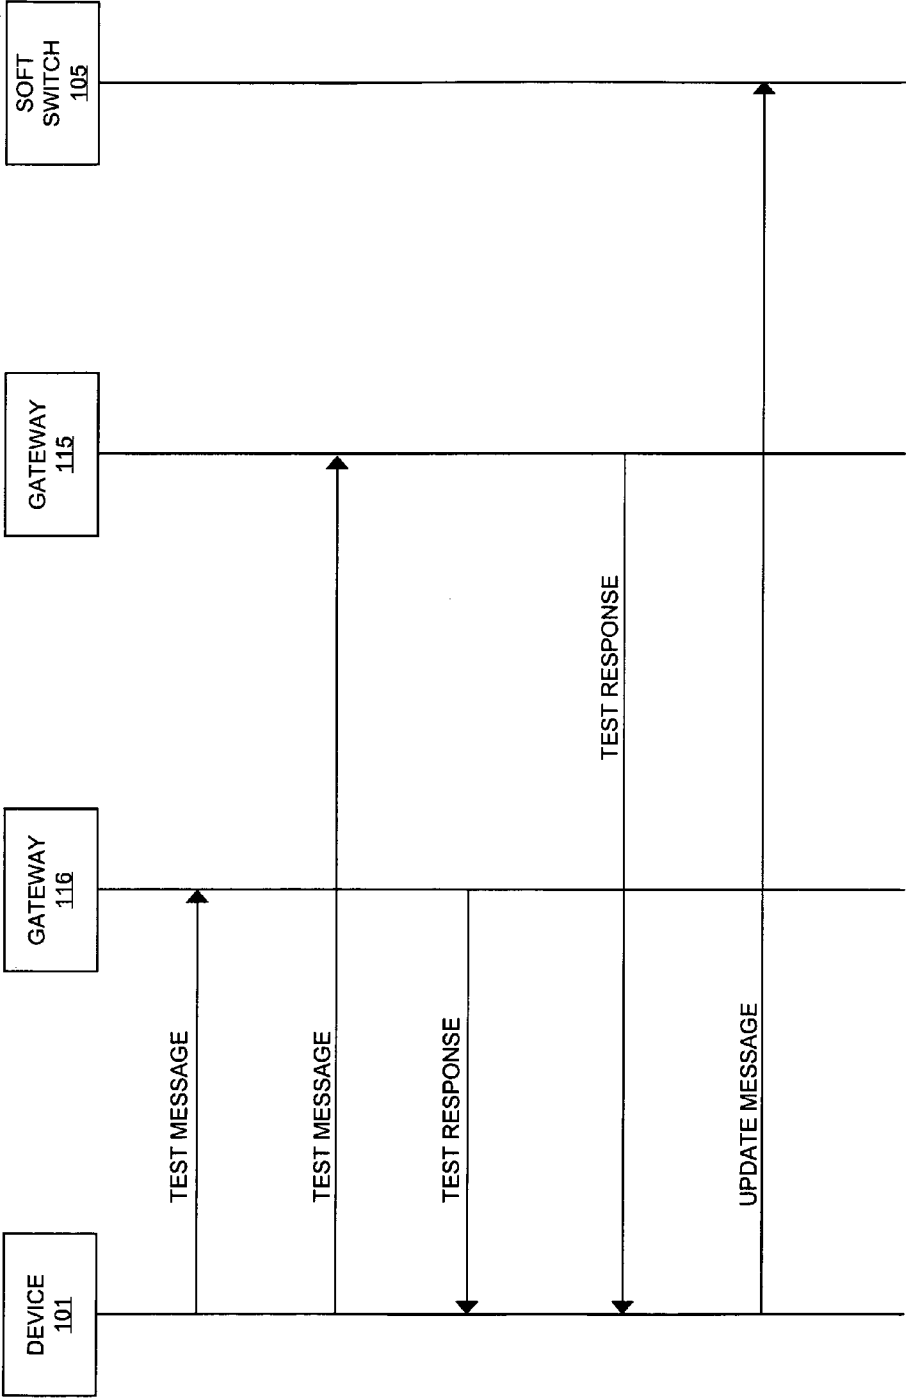 DEVICE
101
GATEWAY
116
GATEWAY
115
SOFT
SWITCH
105
TEST MESSAGE
TEST MESSAGE
TEST RESPONSE
TEST RESPONSE
UPDATE MESSAGE